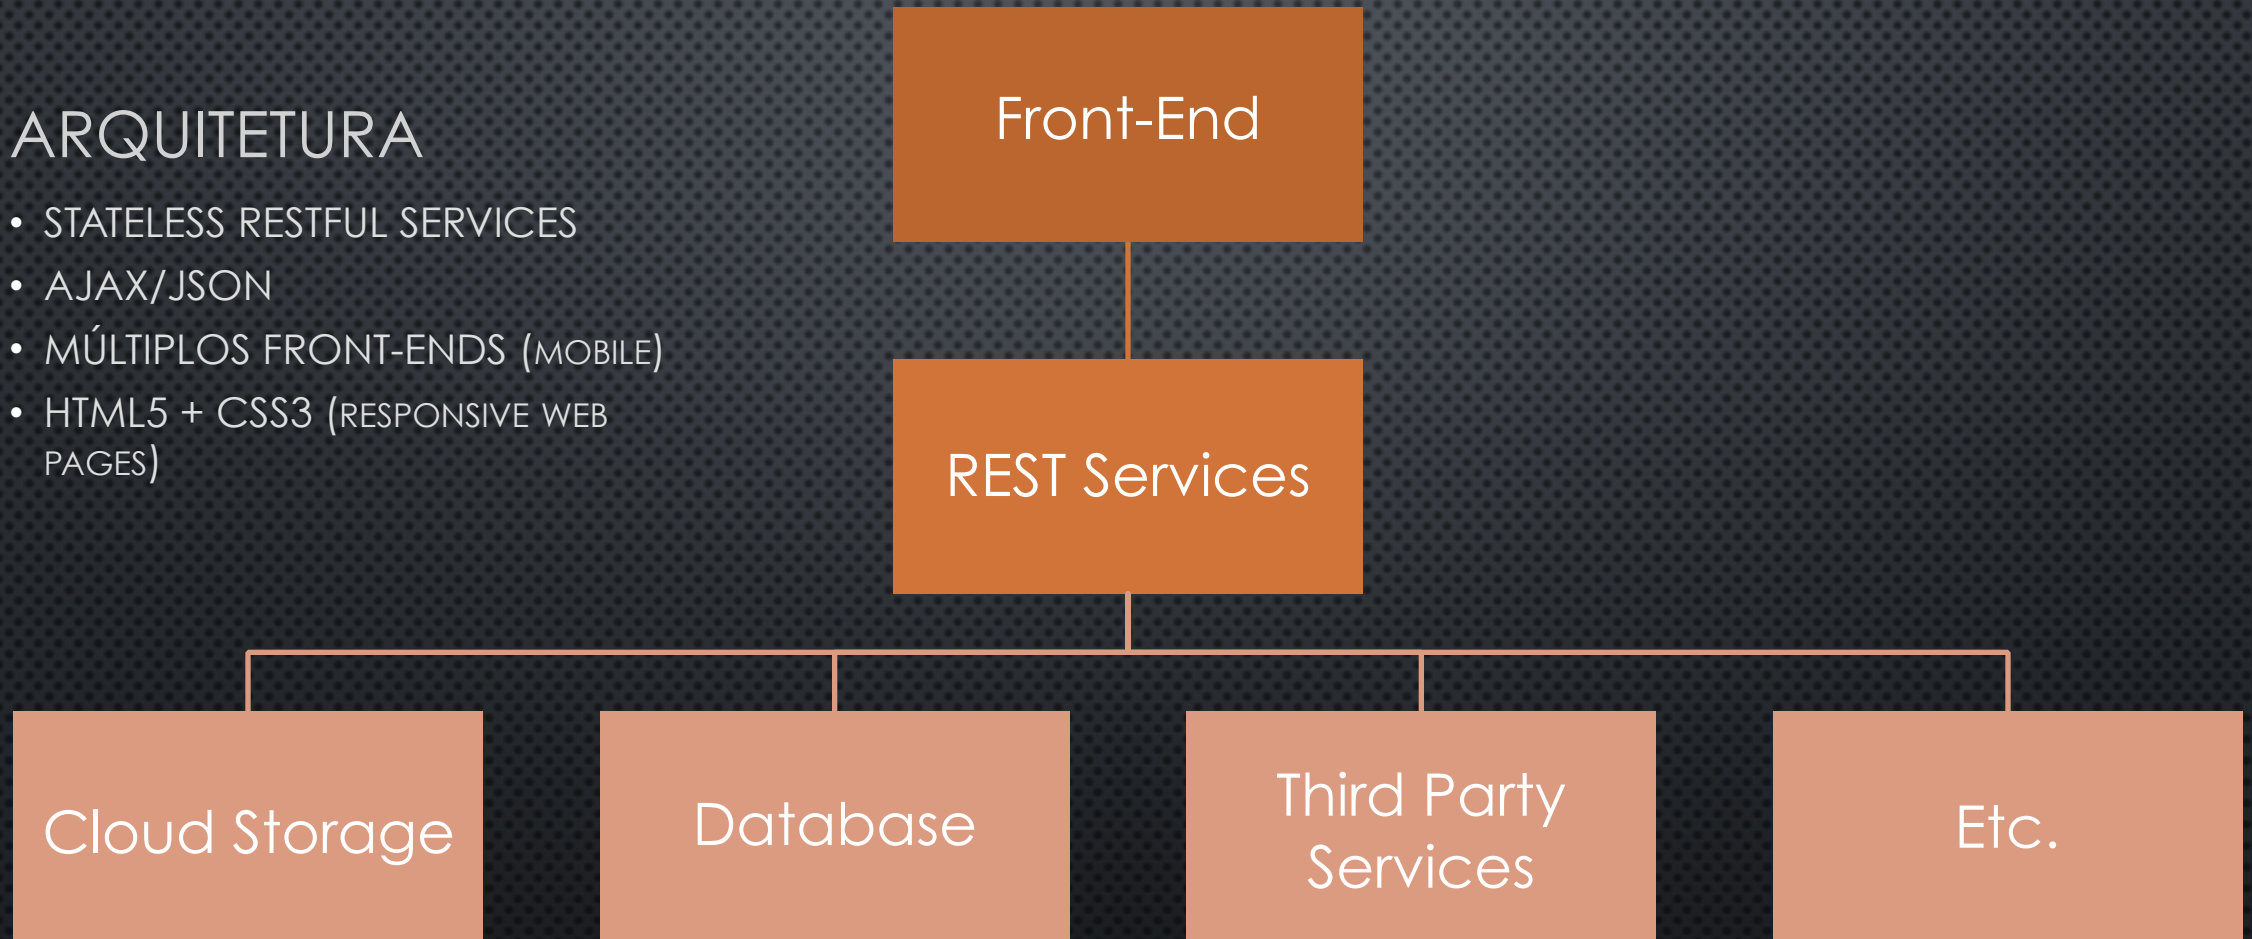 ARQUITETURA
• STATELESS RESTFUL SERVICES
• AJAX/JSON
• MÚLTIPLOS FRONT-ENDS (MOBILE)
• HTML5 + CSS3 (RESPONSIVE WEB
PAGES)
Front-End
REST Services
Cloud Storage
Database
Third Party
Services
Etc.